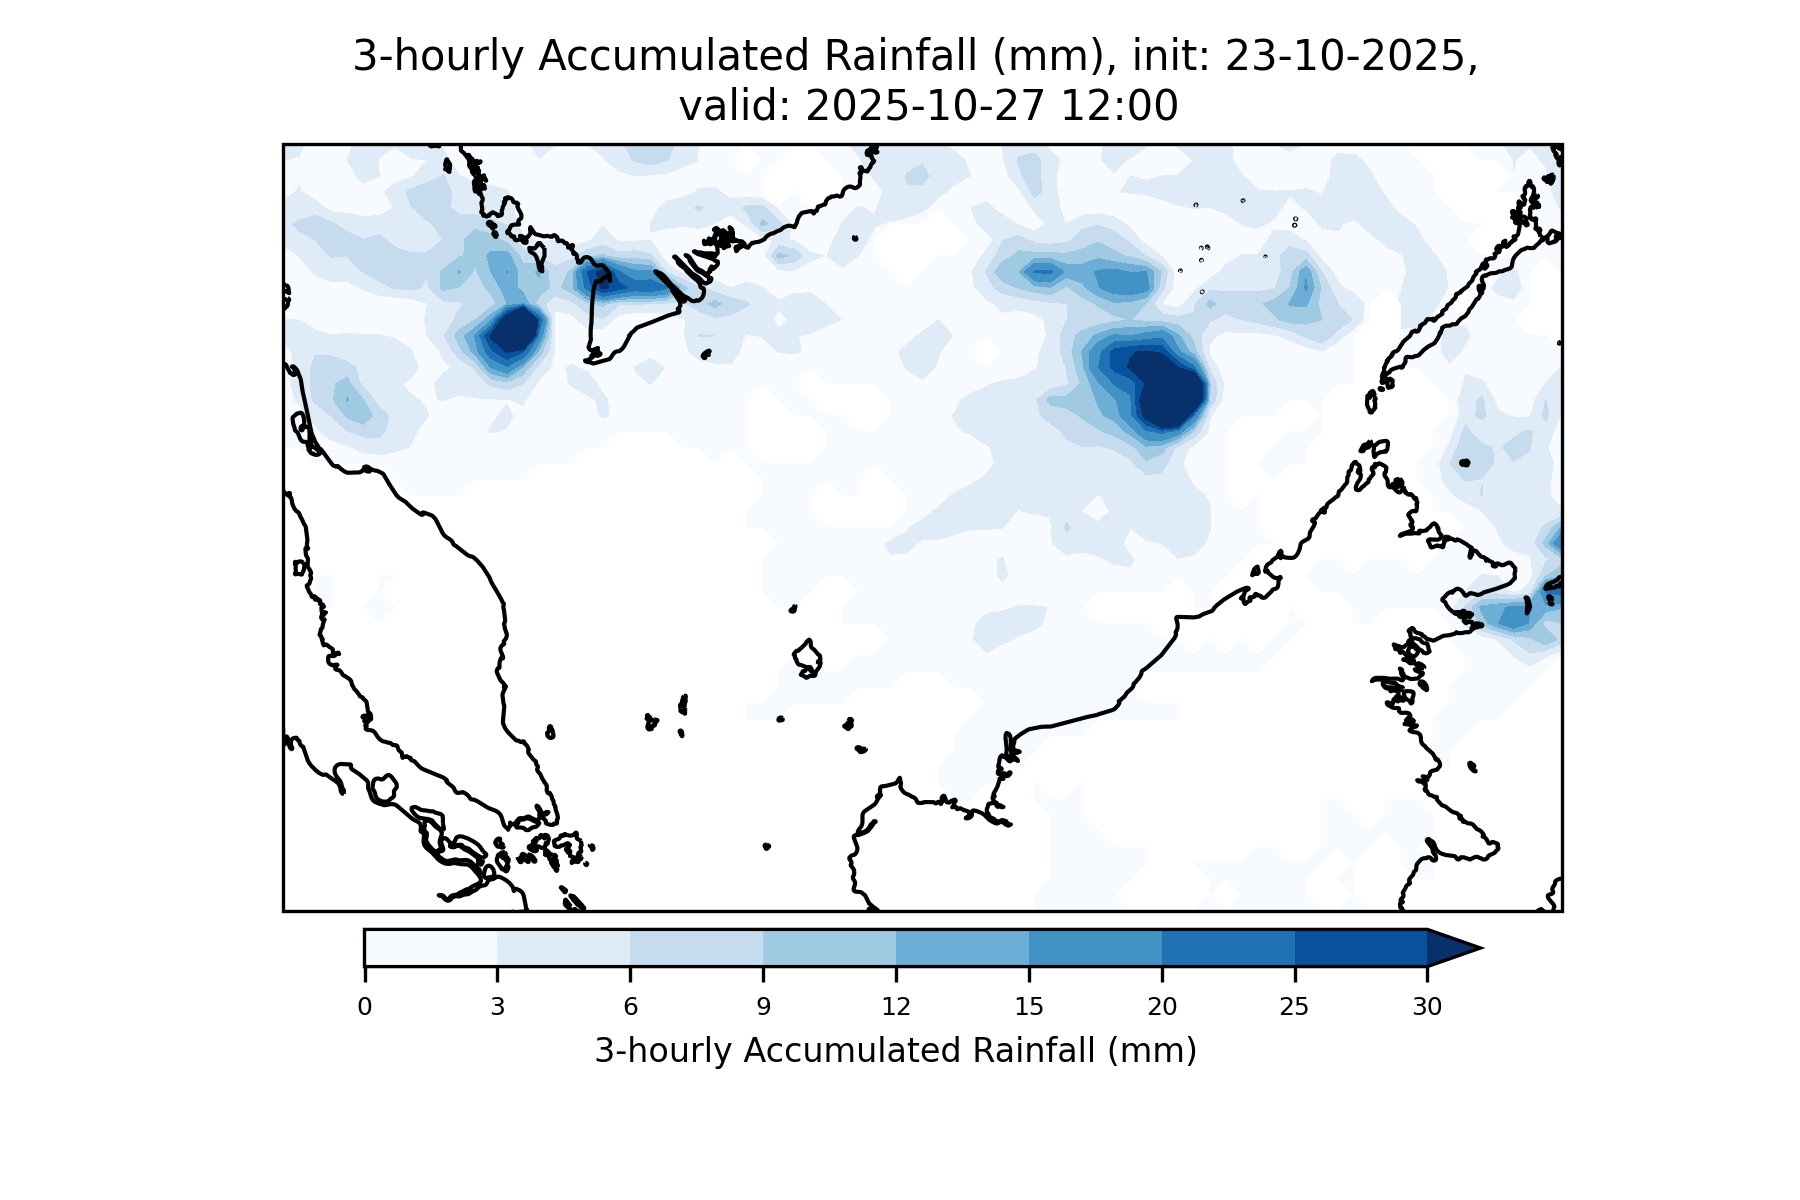 3-hourly Accumulated Rainfall (mm), init: 23-10-2025,
valid: 2025-10-27 12:00
0 3 6 9 12 15 20 25 30
3-hourly Accumulated Rainfall (mm)